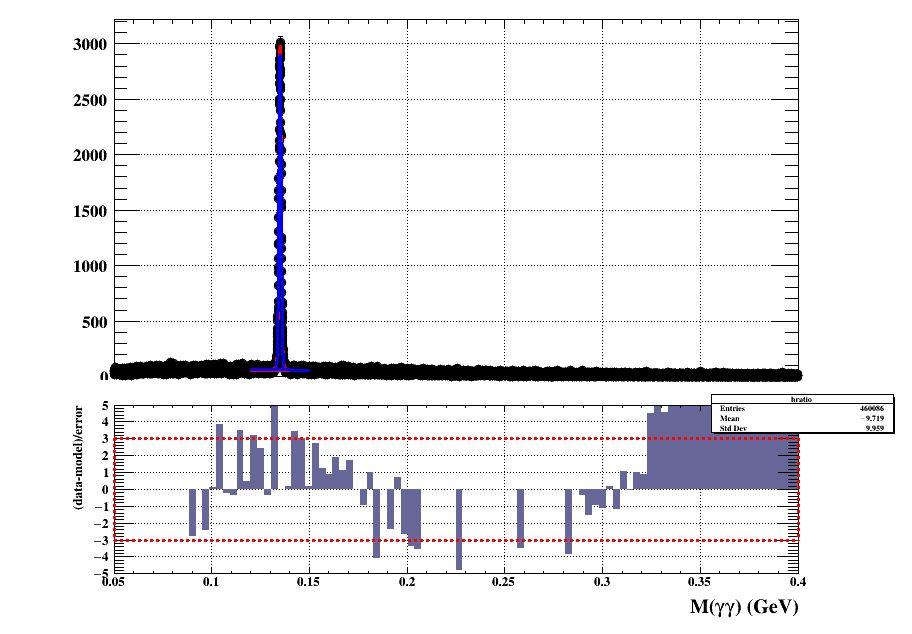 3000
2500
2000
1500
1000
500
0
hratio
Entries 460086
Mean −9.719
Std Dev 9.959
(data-model)/error
5
4
3
2
1
0
−1
−2
−3
−4
−5
0.05 0.1 0.15 0.2 0.25 0.3 0.35 0.4
M(γγ) (GeV)